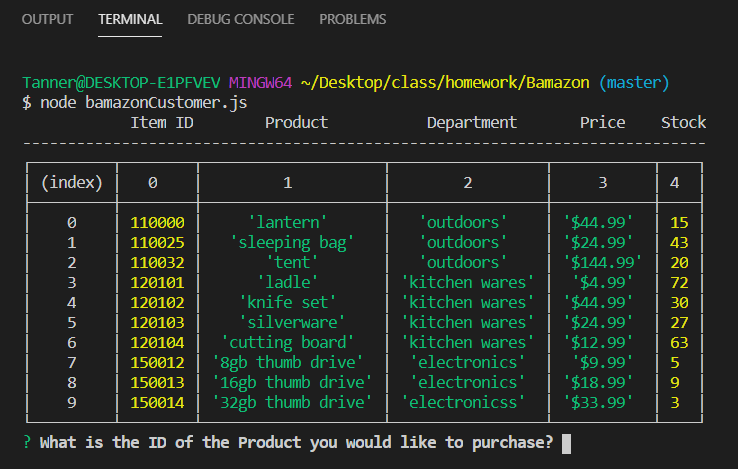 OUTPUT TERMINAL DEBUG CONSOLE PROBLEMS
Tanner@DESKTOP-E1PFVEV MINGW64 ~/Desktop/class/homework/Bamazon (master)
$ node bamazonCustomer.js
Item ID Product Department Price Stock
(index) 0 1 2 3 4
0 110000 'lantern' 'outdoors' '$44.99' 15
1 110025 'sleeping bag' 'outdoors' '$24.99' 43
2 110032 'tent' 'outdoors' '$144.99' 20
3 120101 'ladle' 'kitchen wares' '$4.99' 72
4 120102 'knife set' 'kitchen wares' '$44.99' 30
5 120103 'silverware' 'kitchen wares' '$24.99' 27
6 120104 'cutting board' 'kitchen wares' '$12.99' 63
7 150012 '8gb thumb drive' 'electronics' '$9.99' 5
8 150013 '16gb thumb drive' 'electronics' '$18.99' 9
9 150014 '32gb thumb drive' 'electronicss' '$33.99' 3
? What is the ID of the Product you would like to purchase?